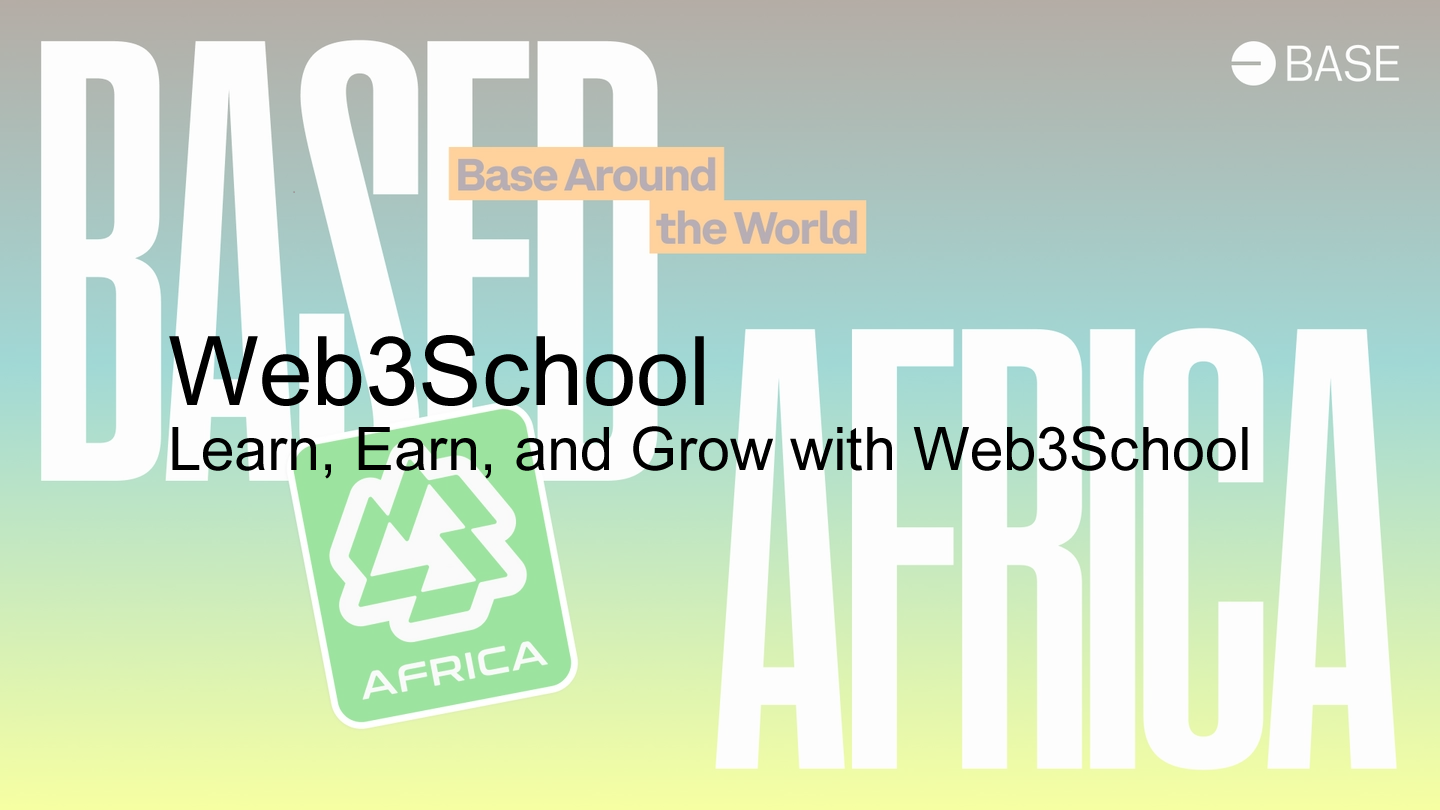 BASED
BASE
Base Around
the World
Web3School
Learn, Earn, and Grow with Web3School
AFRICA
AFRICA